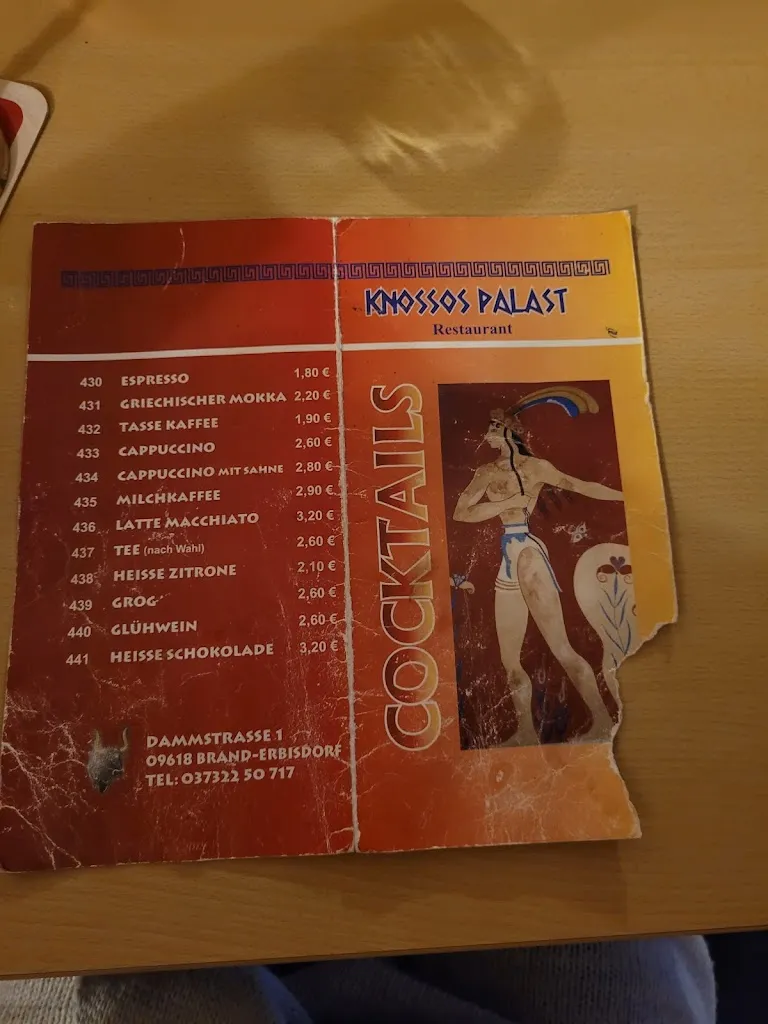 430 ESPRESSO 1,80 €
431 GRIECHISCHER MOKKA 2,20 €
432 TASSE KAFFEE 1,90 €
433 CAPPUCCINO 2,60 €
434 CAPPUCCINO MIT SAHNE 2,80 €
435 MILCHKAFFEE 2,90 €
436 LATTE MACCHIATO 3,20 €
437 TEE (nach Wahl) 2,60 €
438 HEISSE ZITRONE 2,10 €
439 GROG 2,60 €
440 GLÜHWEIN 2,60 €
441 HEISSE SCHOKOLADE 3,20 €
DAMMSTRASSE 1
09618 BRAND-ERBISDORF
TEL: 037322 50 717
KNOSSOS PALAST
Restaurant
COCKTAILS